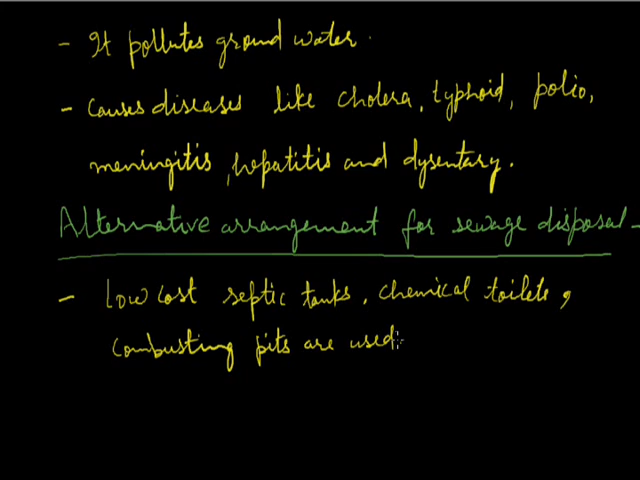 - It pollutes ground water.
- Causes diseases like cholera, typhoid, polio,
meningitis, hepatitis and dysentary.
Alternative arrangement for sewage disposal -
- Low cost septic tanks, chemical toilets,
combusting pits are used